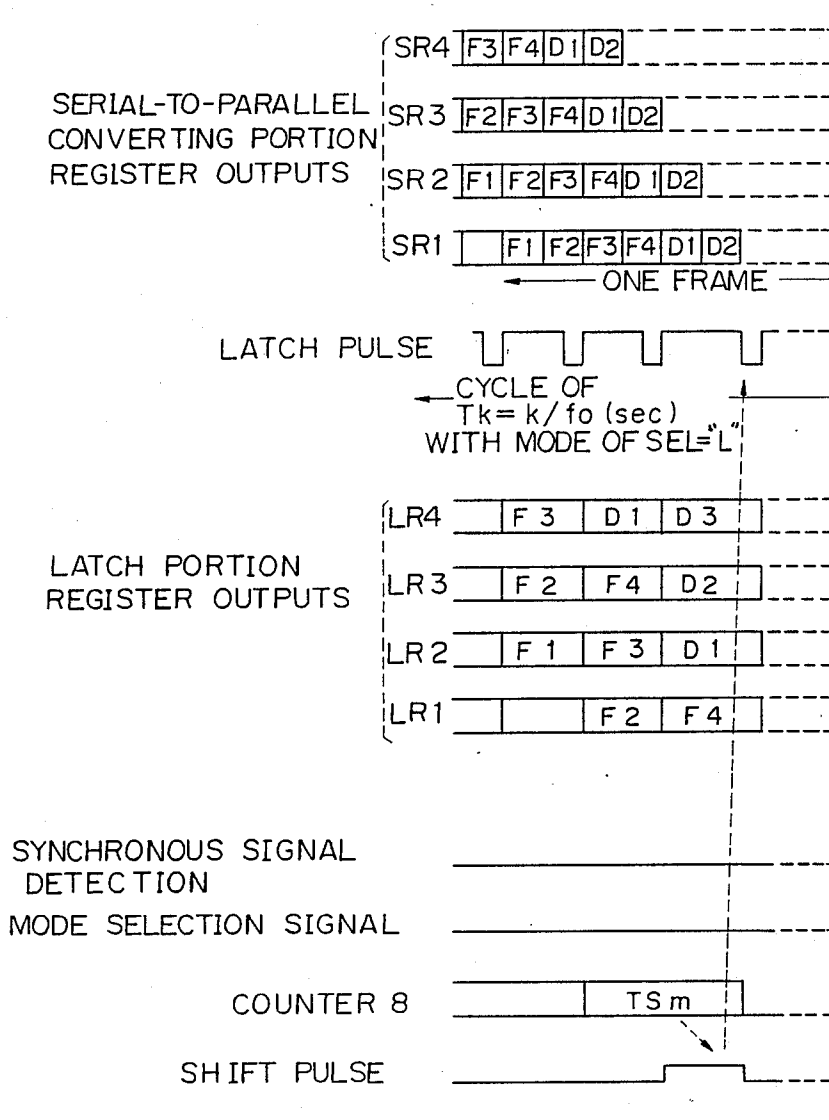 SR4 F3 F4 D1 D2
SERIAL-TO-PARALLEL
CONVERTING PORTION
REGISTER OUTPUTS
SR3 F2 F3 F4 D1 D2
SR2 F1 F2 F3 F4 D1 D2
SR1 F1 F2 F3 F4 D1 D2
ONE FRAME
LATCH PULSE
CYCLE OF
Tk=k/fo (sec)
WITH MODE OF SEL="L"
LR4 F3 D1 D3
LATCH PORTION
REGISTER OUTPUTS
LR3 F2 F4 D2
LR2 F1 F3 D1
LR1 F2 F4
SYNCHRONOUS SIGNAL
DETECTION
MODE SELECTION SIGNAL
COUNTER 8 TSm
SHIFT PULSE